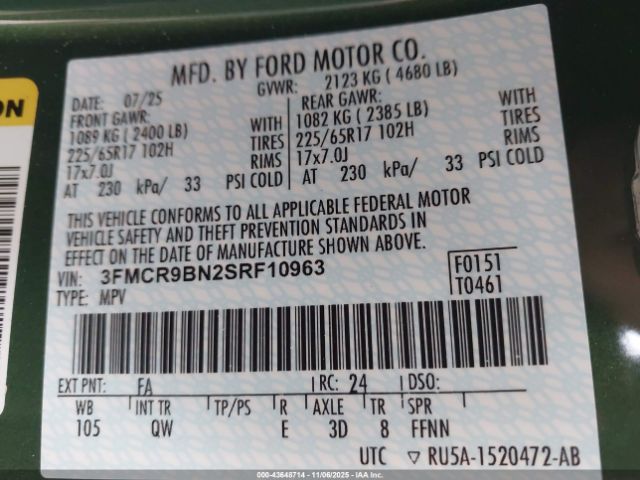 ON
MFD. BY FORD MOTOR CO.
DATE: 07/25 GVWR: 2123 KG ( 4680 LB)
FRONT GAWR: REAR GAWR:
1089 KG ( 2400 LB) WITH 1082 KG ( 2385 LB) WITH
225/65R17 102H TIRES 225/65R17 102H TIRES
17x7.0J RIMS 17x7.0J RIMS
AT 230 kPa/ 33 PSI COLD AT 230 kPa/ 33 PSI COLD
THIS VEHICLE CONFORMS TO ALL APPLICABLE FEDERAL MOTOR
VEHICLE SAFETY AND THEFT PREVENTION STANDARDS IN
EFFECT ON THE DATE OF MANUFACTURE SHOWN ABOVE.
VIN: 3FMCR9BN2SRF10963 F0151
TYPE: MPV T0461
EXT PNT: FA RC: 24 DSO:
WB INT TR TP/PS R AXLE TR SPR
105 QW E 3D 8 FFNN
UTC ▽ RU5A-1520472-AB
000-43648714 - 11/06/2025 - IAAI.com